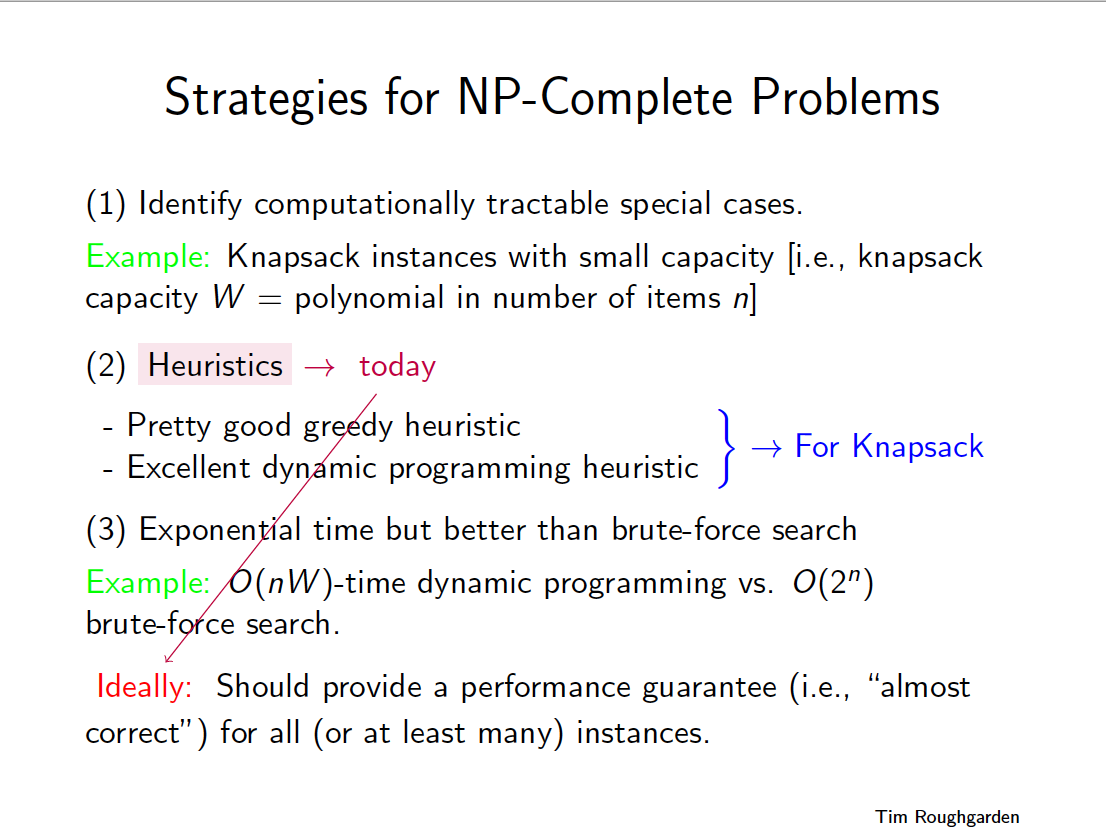 Strategies for NP-Complete Problems
(1) Identify computationally tractable special cases.
Example: Knapsack instances with small capacity [i.e., knapsack
capacity W = polynomial in number of items n]
(2) Heuristics → today
- Pretty good greedy heuristic
- Excellent dynamic programming heuristic
} → For Knapsack
(3) Exponential time but better than brute-force search
Example: O(nW)-time dynamic programming vs. O(2ⁿ)
brute-force search.
Ideally: Should provide a performance guarantee (i.e., “almost
correct”) for all (or at least many) instances.
Tim Roughgarden